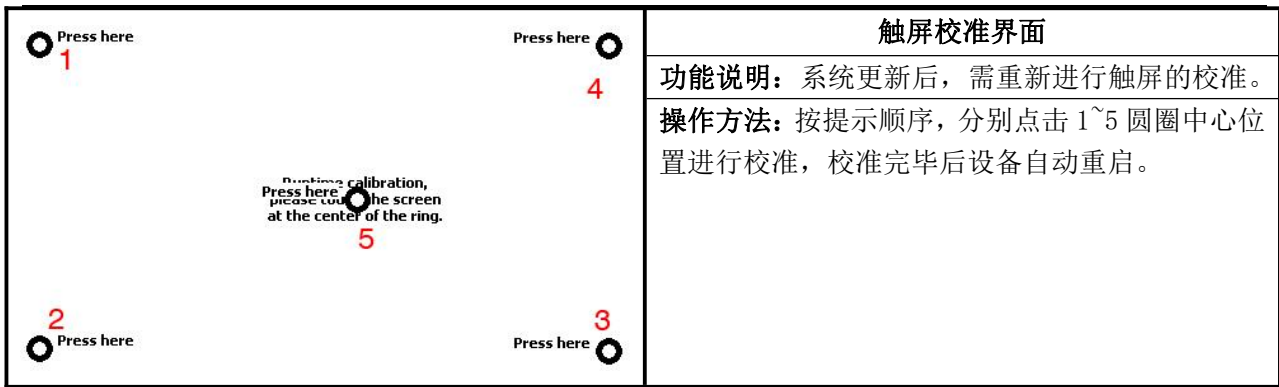 Press here
1
Press here
4
Runtime calibration,
Press here
please touch the screen
at the center of the ring.
5
2
Press here
3
Press here
触屏校准界面
功能说明：系统更新后，需重新进行触屏的校准。
操作方法：按提示顺序，分别点击 1~5 圆圈中心位
置进行校准，校准完毕后设备自动重启。